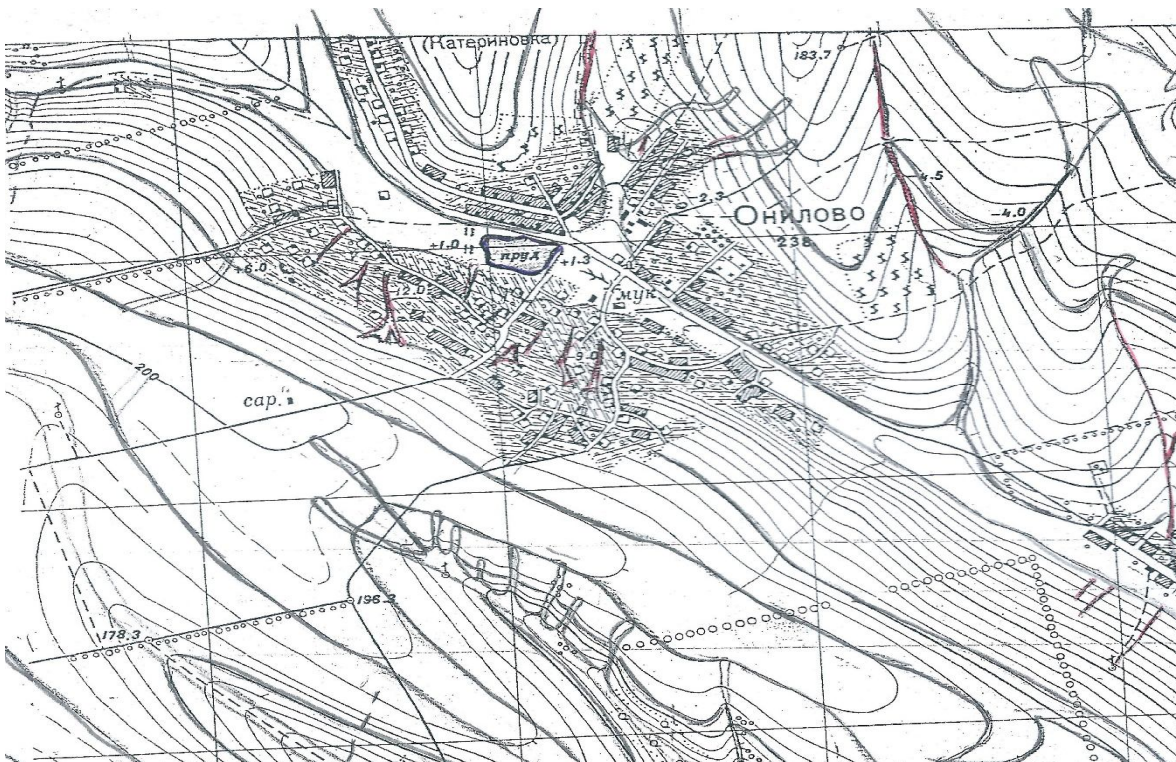 (Катериновка)
183.7
4.5
2.3
4.0
Онилово
238
+1.0
пруд
+1.3
+6.0
мук
200
сар.
196.3
178.3